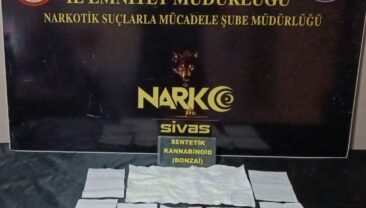 İL EMNİYET MÜDÜRLÜĞÜ
NARKOTİK SUÇLARLA MÜCADELE ŞUBE MÜDÜRLÜĞÜ
NARKO
sivas
SENTETİK
KANNABİNOİD
(BONZAİ)